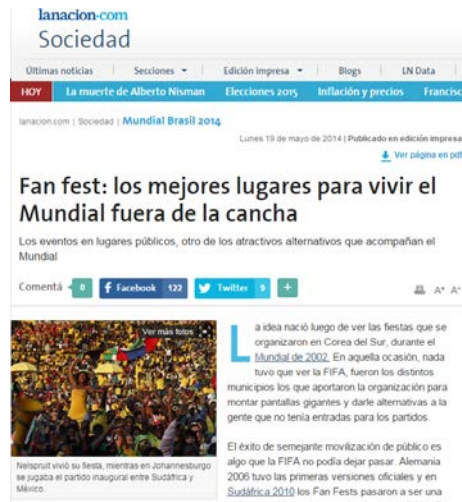 lanacion.com
Sociedad
Últimas noticias Secciones Edición impresa Blogs LN Data
HOY La muerte de Alberto Nisman Elecciones 2015 Inflación y precios Francisc
lanacion.com | Sociedad | Mundial Brasil 2014
Lunes 19 de mayo de 2014 | Publicado en edición impresa
Ver página en pdf
Fan fest: los mejores lugares para vivir el
Mundial fuera de la cancha
Los eventos en lugares públicos, otro de los atractivos alternativos que acompañan el
Mundial
Comentá 0 Facebook 122 Twitter 9 + A+ A-
Ver más fotos
Nelspruit vivió su fiesta, mientras en Johannesburgo
se jugaba el partido inaugural entre Sudáfrica y
México.
La idea nació luego de ver las fiestas que se
organizaron en Corea del Sur, durante el
Mundial de 2002. En aquella ocasión, nada
tuvo que ver la FIFA, fueron los distintos
municipios los que aportaron la organización para
montar pantallas gigantes y darle alternativas a la
gente que no tenía entradas para los partidos.
El éxito de semejante movilización de público es
algo que la FIFA no podía dejar pasar. Alemania
2006 tuvo las primeras versiones oficiales y en
Sudáfrica 2010 los Fan Fests pasaron a ser una